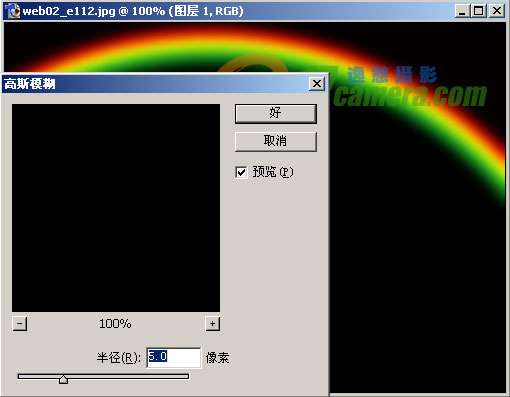 web02_e112.jpg @ 100% (图层 1, RGB)
camera.com
高斯模糊
好
取消
预览(P)
100%
半径(R): 5.0 像素